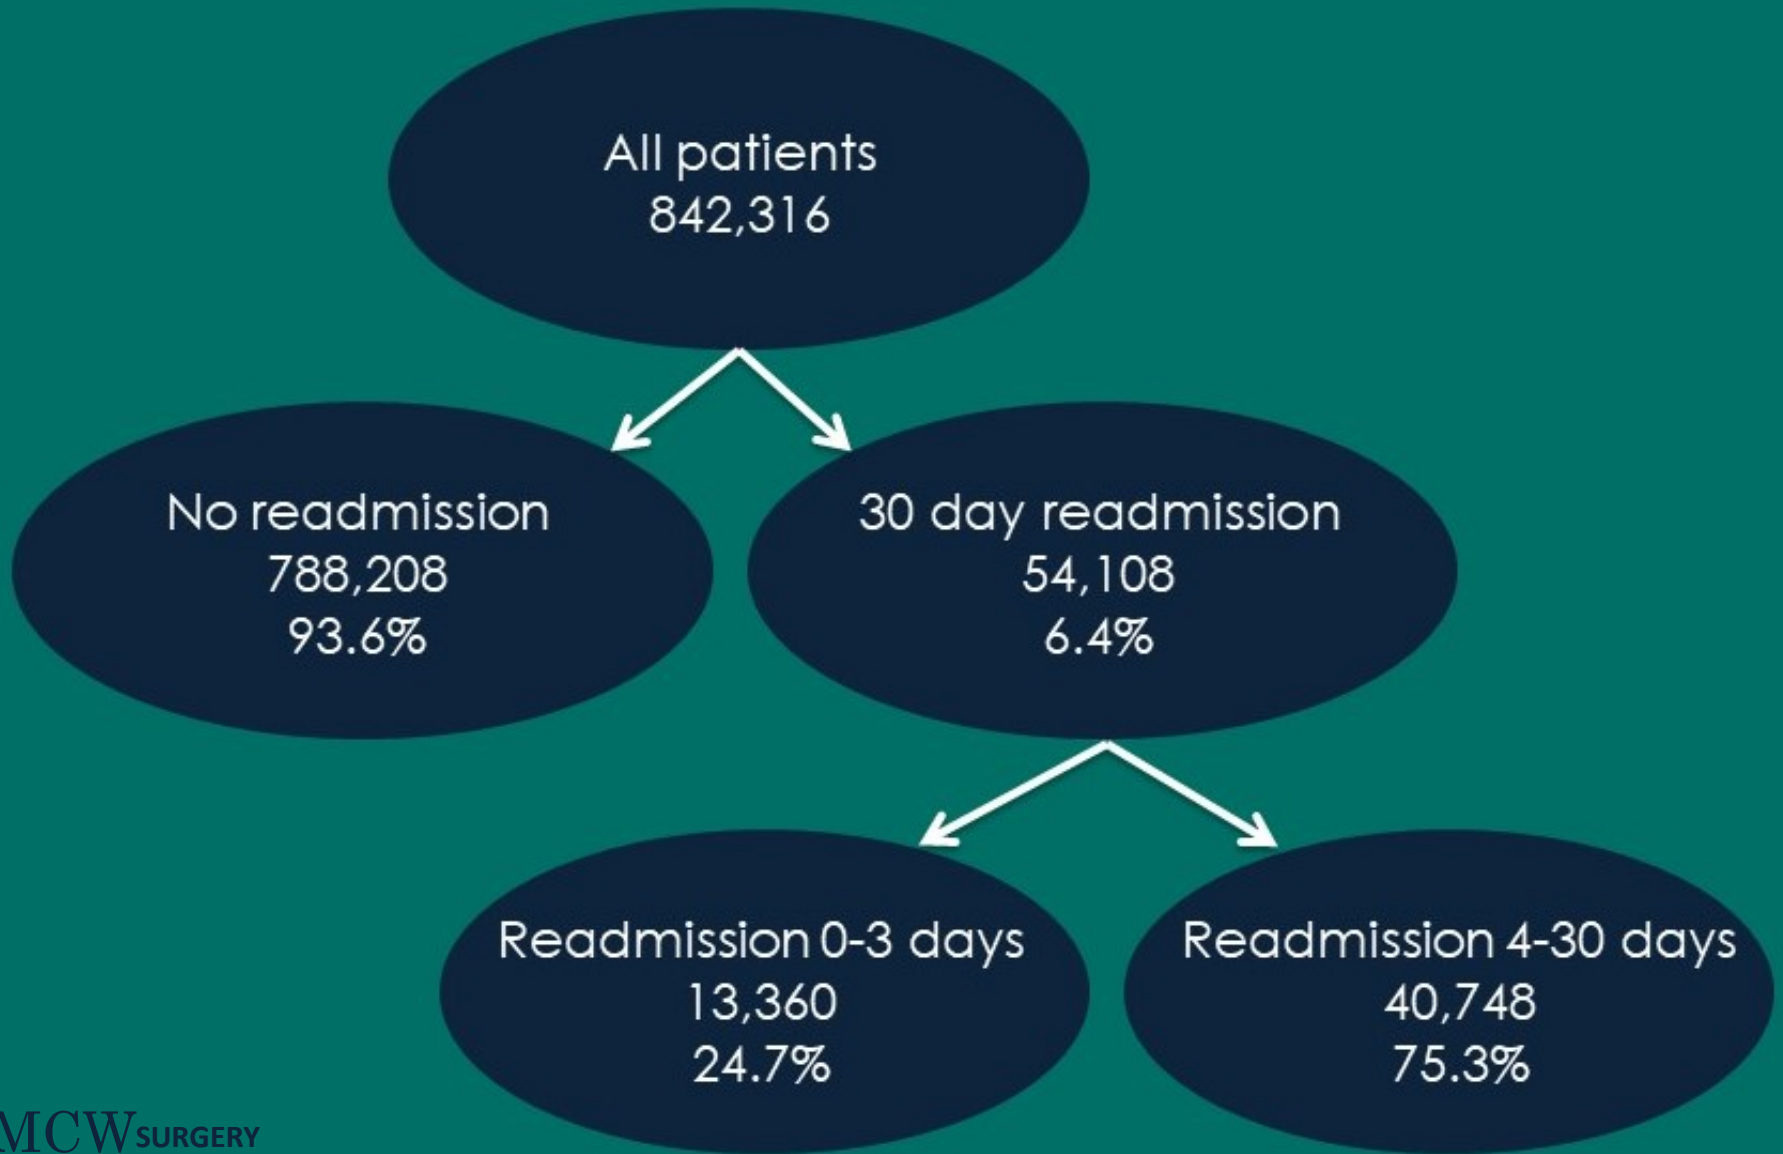 All patients
842,316
No readmission
788,208
93.6%
30 day readmission
54,108
6.4%
Readmission 0-3 days
13,360
24.7%
Readmission 4-30 days
40,748
75.3%
MCW SURGERY